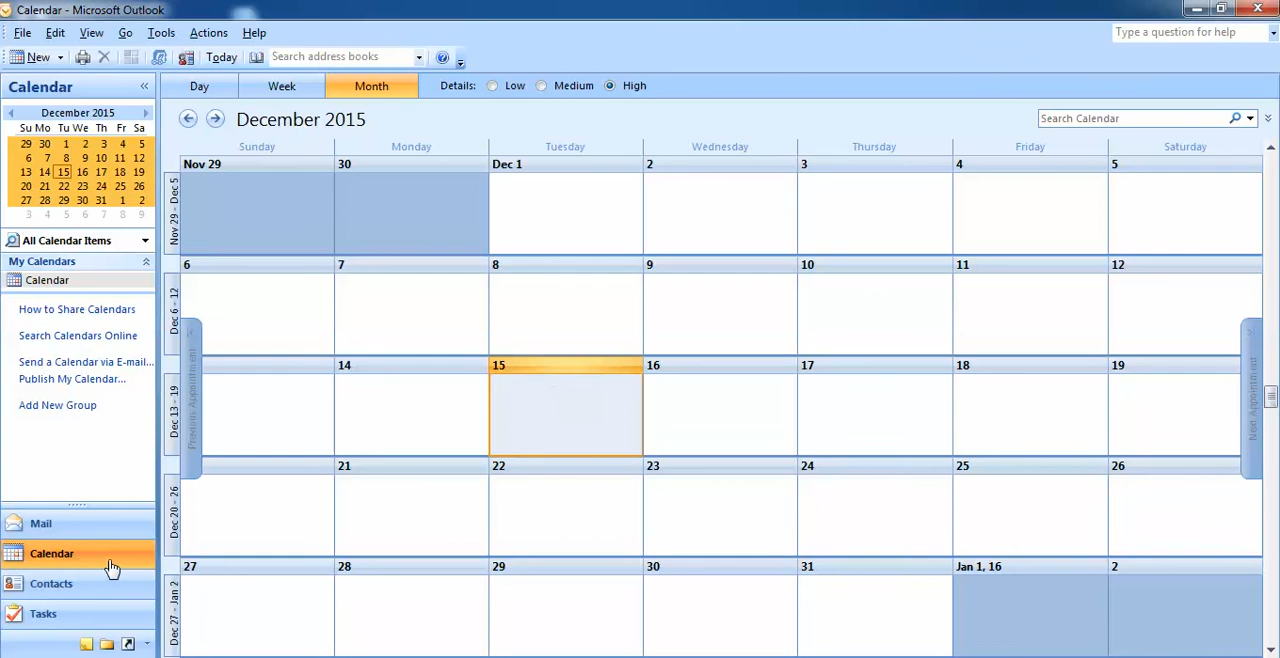 Calendar - Microsoft Outlook
File Edit View Go Tools Actions Help
Type a question for help
New Today Search address books
Calendar
December 2015
Su Mo Tu We Th Fr Sa
29 30 1 2 3 4 5
6 7 8 9 10 11 12
13 14 15 16 17 18 19
20 21 22 23 24 25 26
27 28 29 30 31 1 2
3 4 5 6 7 8 9
All Calendar Items
My Calendars
Calendar
How to Share Calendars
Search Calendars Online
Send a Calendar via E-mail...
Publish My Calendar...
Add New Group
Mail
Calendar
Contacts
Tasks
Day Week Month Details: Low Medium High
December 2015
Search Calendar
Sunday Monday Tuesday Wednesday Thursday Friday Saturday
Nov 29 30 Dec 1 2 3 4 5
Nov 29 - Dec 5
6 7 8 9 10 11 12
Dec 6 - 12
14 15 16 17 18 19
Dec 13 - 19
Previous Appointment
Next Appointment
21 22 23 24 25 26
Dec 20 - 26
27 28 29 30 31 Jan 1, 16 2
Dec 27 - Jan 2